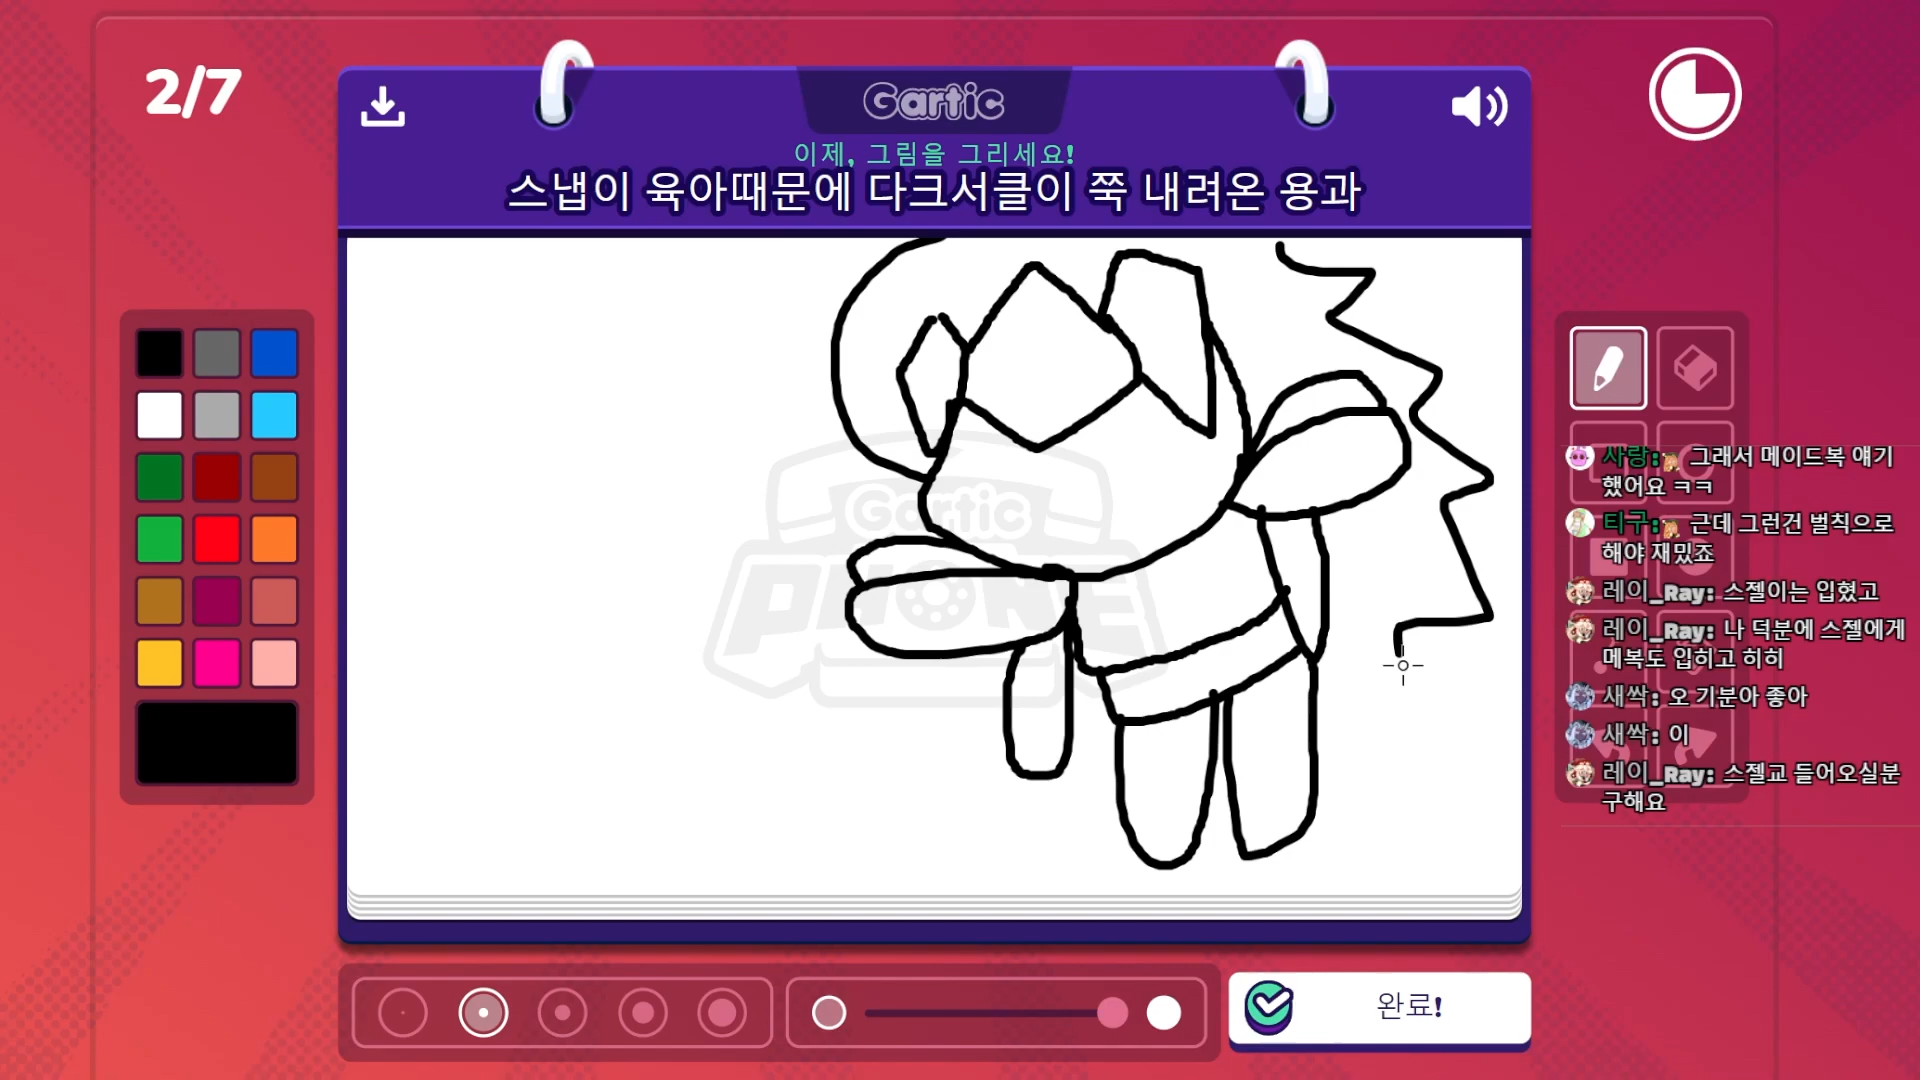 2/7
Gartic
이제, 그림을 그리세요!
스냅이 육아때문에 다크서클이 쭉 내려온 용과
Gartic
PHONE
사랑: 그래서 메이드복 얘기
했어요 ㅋㅋ
티구: 근데 그런건 벌칙으로
해야 재밌죠
레이_Ray: 스젤이는 입혔고
레이_Ray: 나 덕분에 스젤에게
메복도 입히고 히히
새싹: 오 기분아 좋아
새싹: 이
레이_Ray: 스젤교 들어오실분
구해요
완료!